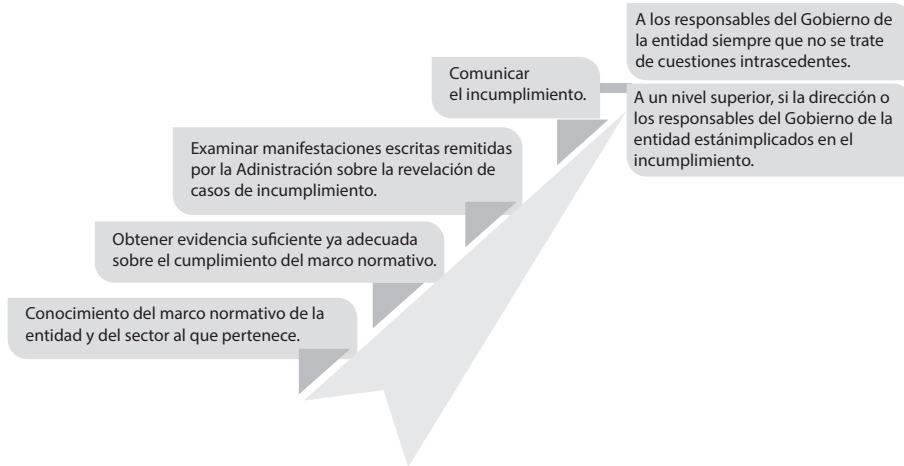 A los responsables del Gobierno de
la entidad siempre que no se trate
de cuestiones intrascedentes.
Comunicar
el incumplimiento.
A un nivel superior, si la dirección o
los responsables del Gobierno de la
entidad estánimplicados en el
incumplimiento.
Examinar manifestaciones escritas remitidas
por la Adinistración sobre la revelación de
casos de incumplimiento.
Obtener evidencia suficiente ya adecuada
sobre el cumplimiento del marco normativo.
Conocimiento del marco normativo de la
entidad y del sector al que pertenece.